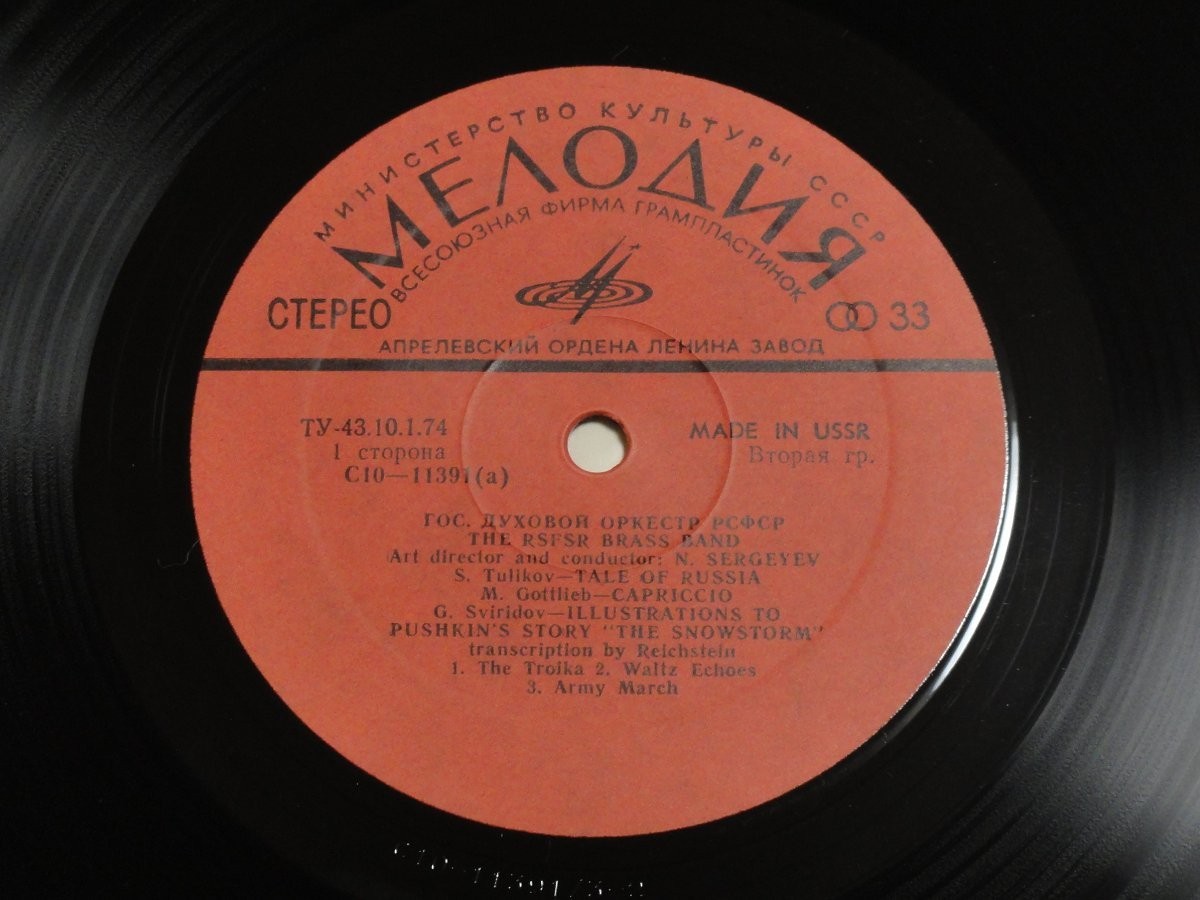 МИНИСТЕРСТВО КУЛЬТУРЫ СССР
МЕЛОДИЯ
ВСЕСОЮЗНАЯ ФИРМА ГРАМПЛАСТИНОК
СТЕРЕО
33
АПРЕЛЕВСКИЙ ОРДЕНА ЛЕНИНА ЗАВОД
ТУ-43.10.1.74
MADE IN USSR
1 сторона
Вторая гр.
С10—11391(а)
ГОС. ДУХОВОЙ ОРКЕСТР РСФСР
THE RSFSR BRASS BAND
Art director and conductor: N. SERGEYEV
S. Tulikov—TALE OF RUSSIA
M. Gottlieb—CAPRICCIO
G. Sviridov—ILLUSTRATIONS TO
PUSHKIN'S STORY "THE SNOWSTORM"
transcription by Reichstein
1. The Troika 2. Waltz Echoes
3. Army March